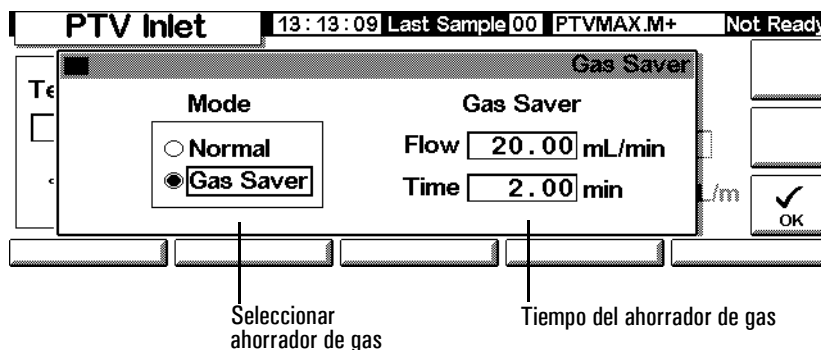 PTV Inlet 13:13:09 Last Sample 00 PTVMAX.M+ Not Ready
Gas Saver
Te
Mode Gas Saver
Normal Flow 20.00 mL/min
Gas Saver Time 2.00 min
L/m
OK
Seleccionar Tiempo del ahorrador de gas
ahorrador de gas